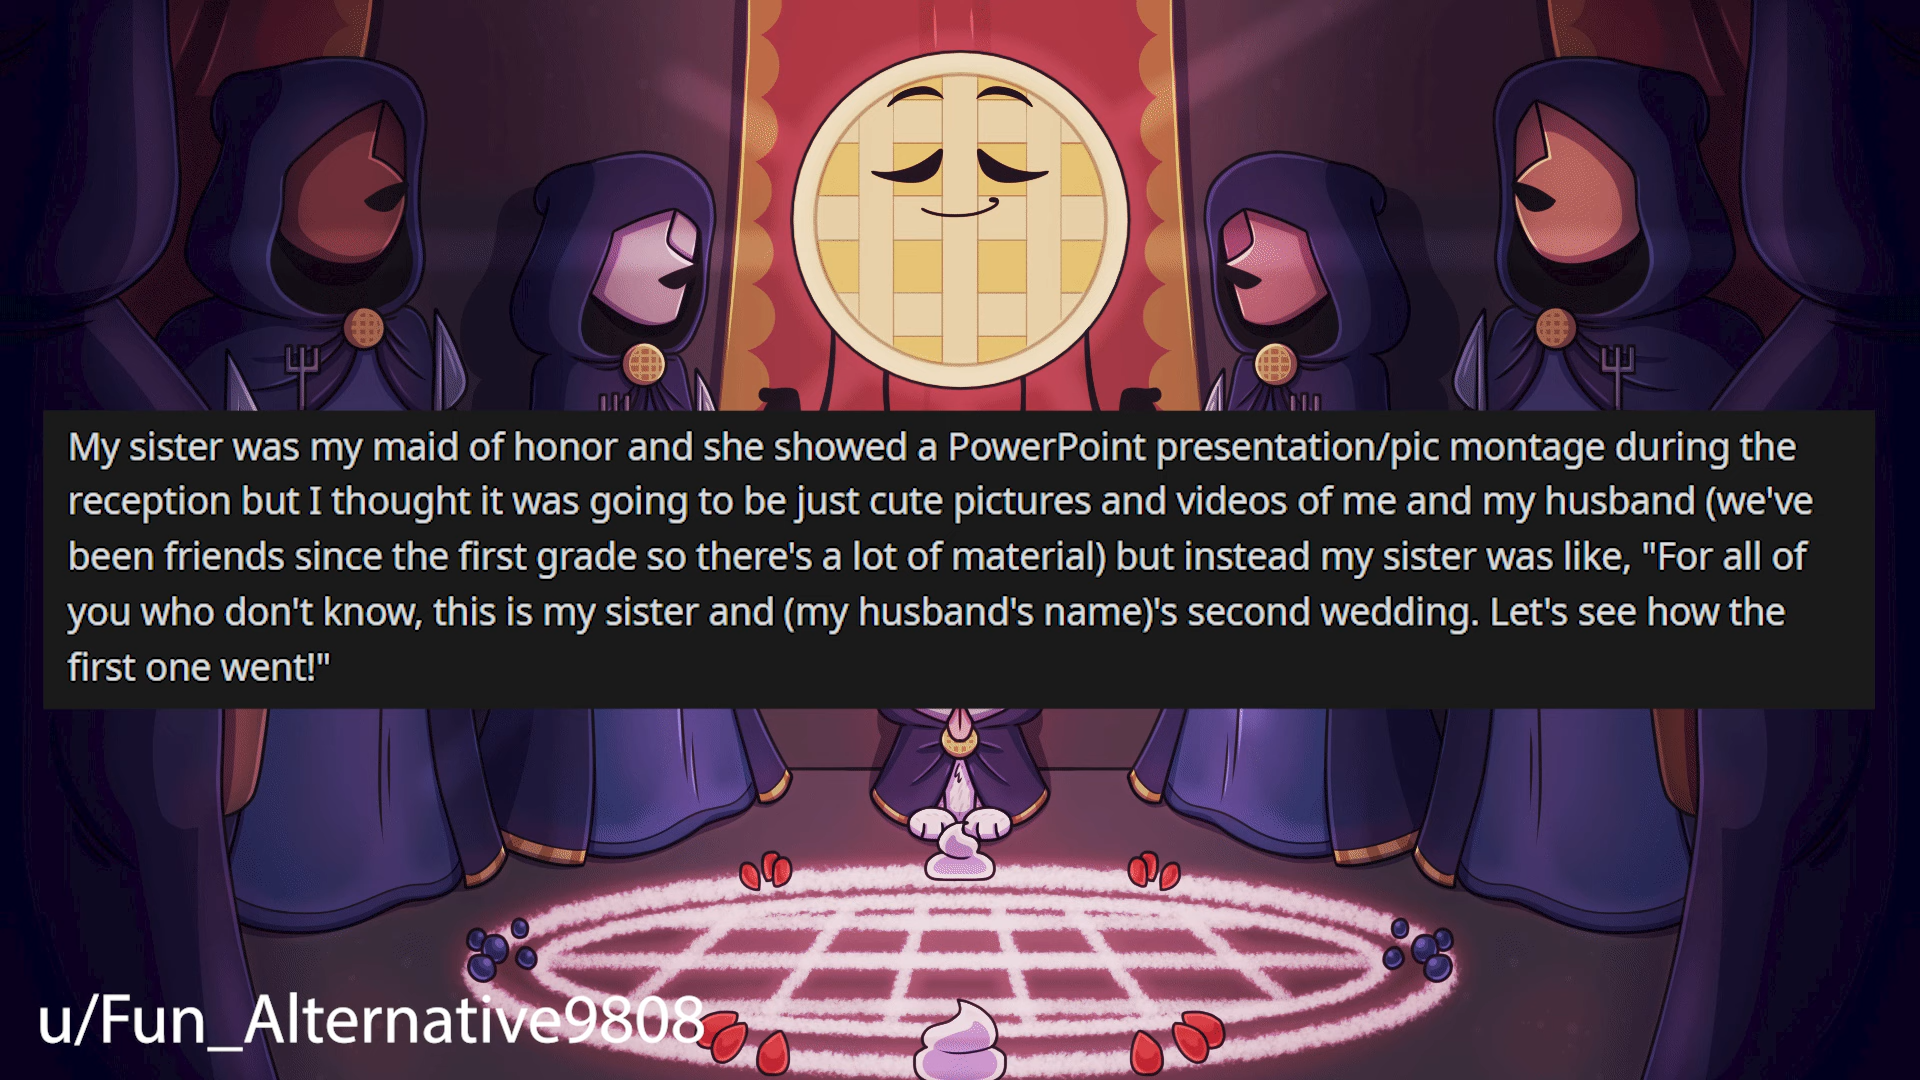 My sister was my maid of honor and she showed a PowerPoint presentation/pic montage during the
reception but I thought it was going to be just cute pictures and videos of me and my husband (we've
been friends since the first grade so there's a lot of material) but instead my sister was like, "For all of
you who don't know, this is my sister and (my husband's name)'s second wedding. Let's see how the
first one went!"
u/Fun_Alternative9808